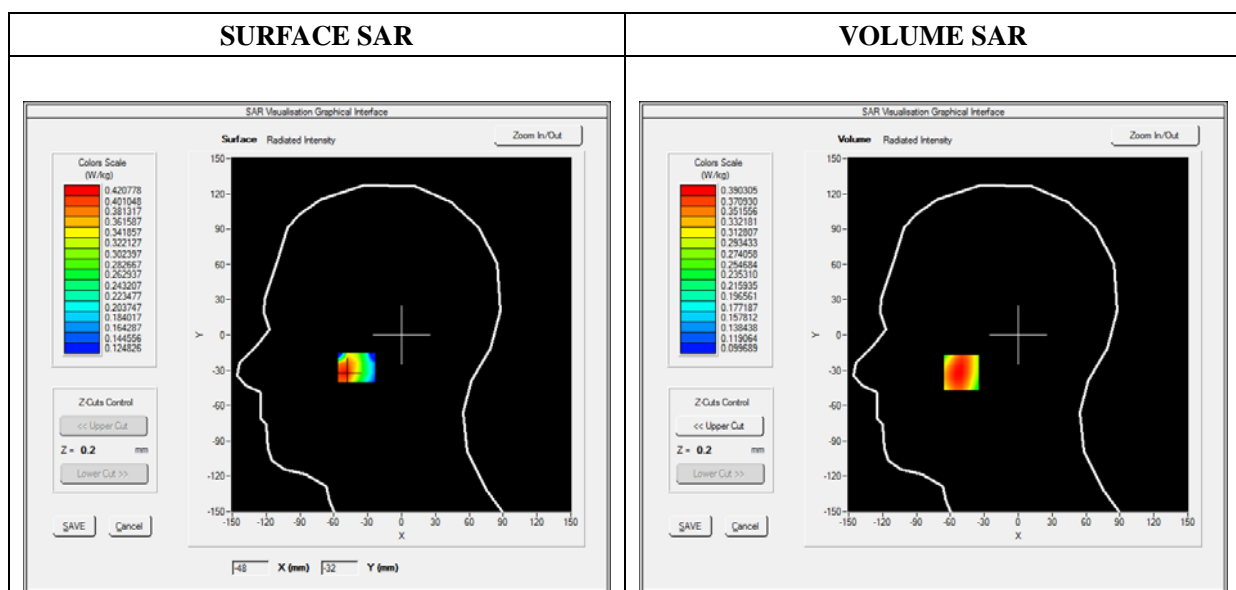 SURFACE SAR
VOLUME SAR
SAR Visualisation Graphical Interface
Surface Radiated Intensity
Zoom In/Out
Colors Scale
(W/kg)
0.420778
0.401048
0.381317
0.361587
0.341857
0.322127
0.302397
0.282667
0.262937
0.243207
0.223477
0.203747
0.184017
0.164287
0.144556
0.124826
150
120
90
60
30
0
-30
-60
-90
-120
-150
Y
-150 -120 -90 -60 -30 0 30 60 90 120 150
X
Z-Cuts Control
<< Upper Cut
Z = 0.2 mm
Lower Cut >>
SAVE Cancel
-48 X (mm) -32 Y (mm)
SAR Visualisation Graphical Interface
Volume Radiated Intensity
Zoom In/Out
Colors Scale
(W/kg)
0.390305
0.370930
0.351556
0.332181
0.312807
0.293433
0.274058
0.254684
0.235310
0.215935
0.196561
0.177187
0.157812
0.138438
0.119064
0.099689
150
120
90
60
30
0
-30
-60
-90
-120
-150
Y
-150 -120 -90 -60 -30 0 30 60 90 120 150
X
Z-Cuts Control
<< Upper Cut
Z = 0.2 mm
Lower Cut >>
SAVE Cancel